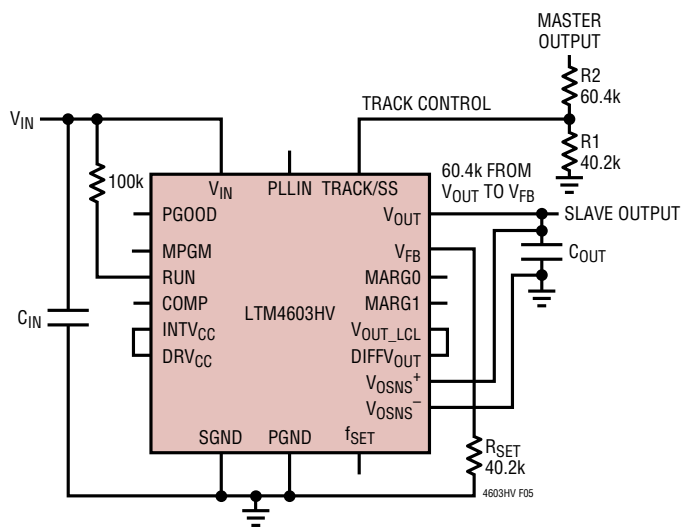 MASTER
OUTPUT
R2
60.4k
TRACK CONTROL
R1
40.2k
VIN
100k
VIN
PLLIN
TRACK/SS
60.4k FROM
VOUT TO VFB
PGOOD
VOUT
SLAVE OUTPUT
MPGM
VFB
COUT
RUN
MARG0
COMP
LTM4603HV
MARG1
CIN
INTVCC
VOUT_LCL
DRVCC
DIFFVOUT
VOSNS+
VOSNS–
SGND
PGND
fSET
RSET
40.2k
4603HV F05